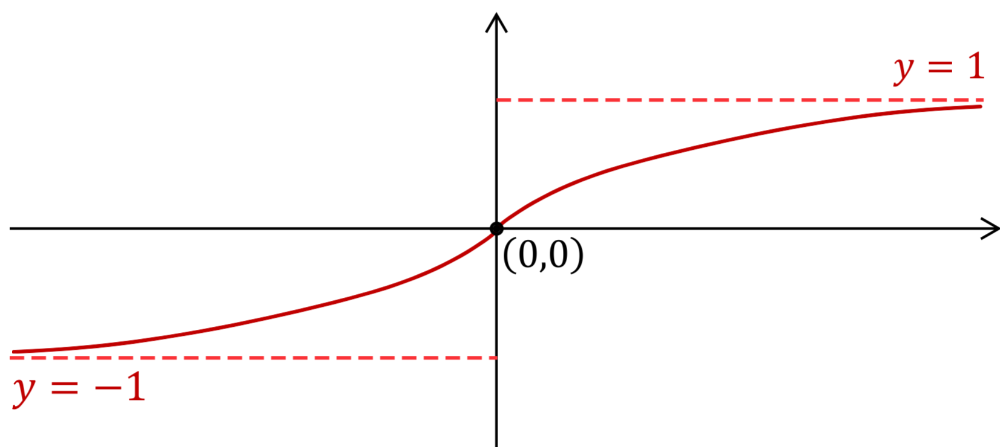 y = 1
(0,0)
y = −1